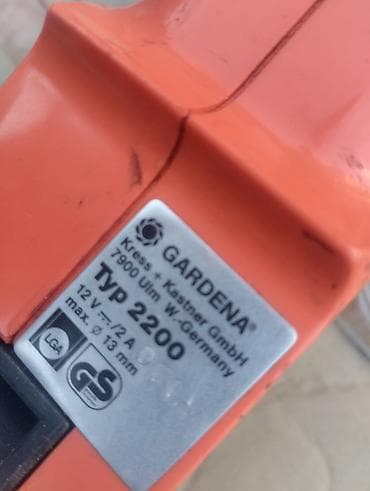 GARDENA®
Kress + Kastner GmbH
7900 Ulm W.-Germany
Typ 2200
12 V ⎓/2 A
max. ⌀ 13 mm
LGA
GS